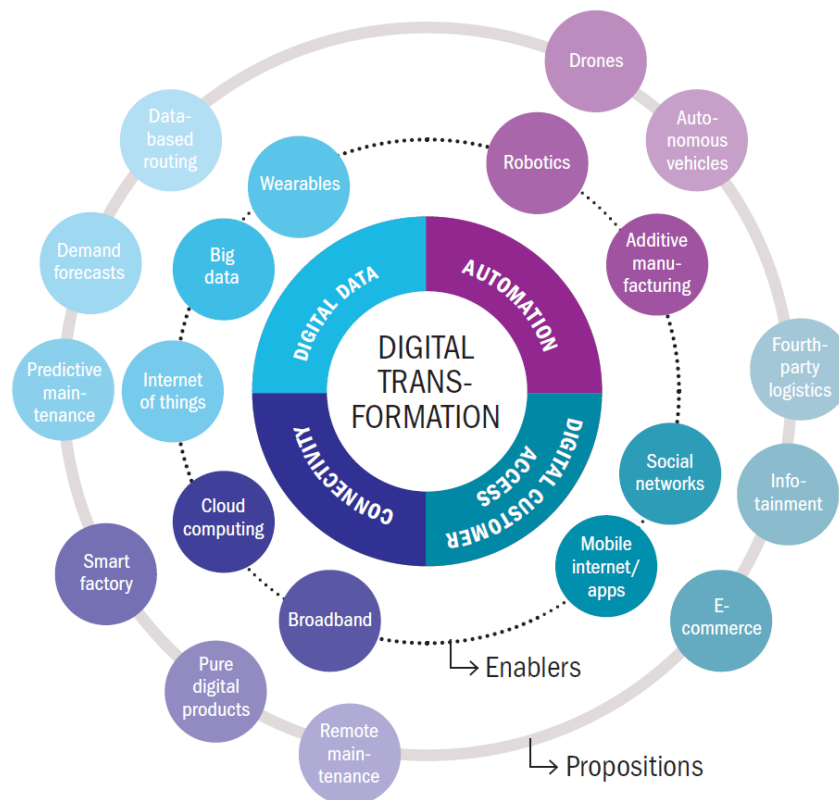 Drones
Data-
based
routing
Auto-
nomous
vehicles
Wearables
Robotics
Demand
forecasts
Big
data
Additive
manu-
facturing
DIGITAL DATA
AUTOMATION
DIGITAL
TRANS-
FORMATION
Predictive
main-
tenance
Internet
of things
Fourth-
party
logistics
CONNECTIVITY
DIGITAL CUSTOMER
ACCESS
Social
networks
Info-
tainment
Cloud
computing
Smart
factory
Mobile
internet/
apps
E-
commerce
Broadband
Enablers
Pure
digital
products
Remote
main-
tenance
Propositions